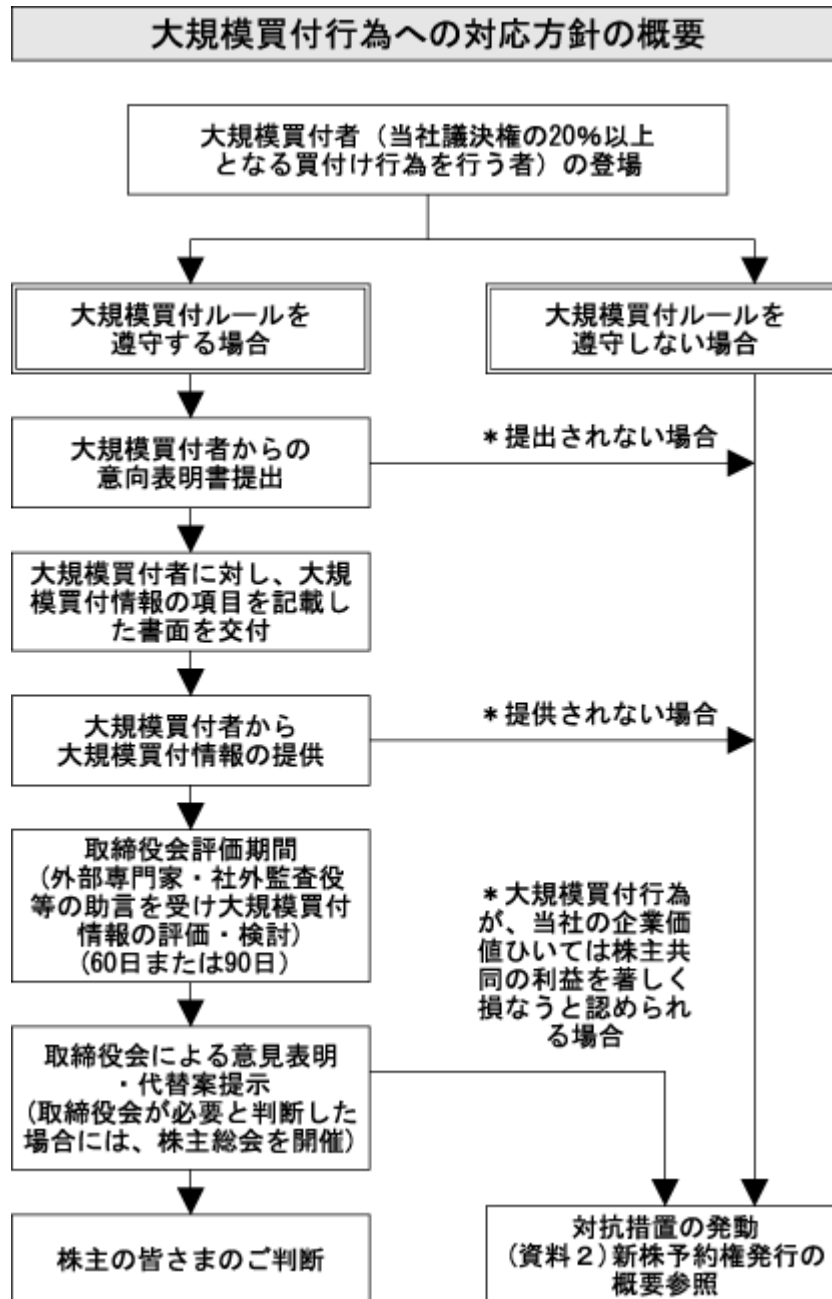 大規模買付行為への対応方針の概要
大規模買付者（当社議決権の20%以上
となる買付け行為を行う者）の登場
大規模買付ルールを
遵守する場合
大規模買付ルールを
遵守しない場合
大規模買付者からの
意向表明書提出
＊提出されない場合
大規模買付者に対し、大規
模買付情報の項目を記載し
た書面を交付
大規模買付者から
大規模買付情報の提供
＊提供されない場合
取締役会評価期間
(外部専門家・社外監査役
等の助言を受け大規模買付
情報の評価・検討)
(60日または90日)
＊大規模買付行為
が、当社の企業価
値ひいては株主共
同の利益を著しく
損なうと認められ
る場合
取締役会による意見表明
・代替案提示
(取締役会が必要と判断した
場合には、株主総会を開催)
株主の皆さまのご判断
対抗措置の発動
(資料２)新株予約権発行の
概要参照